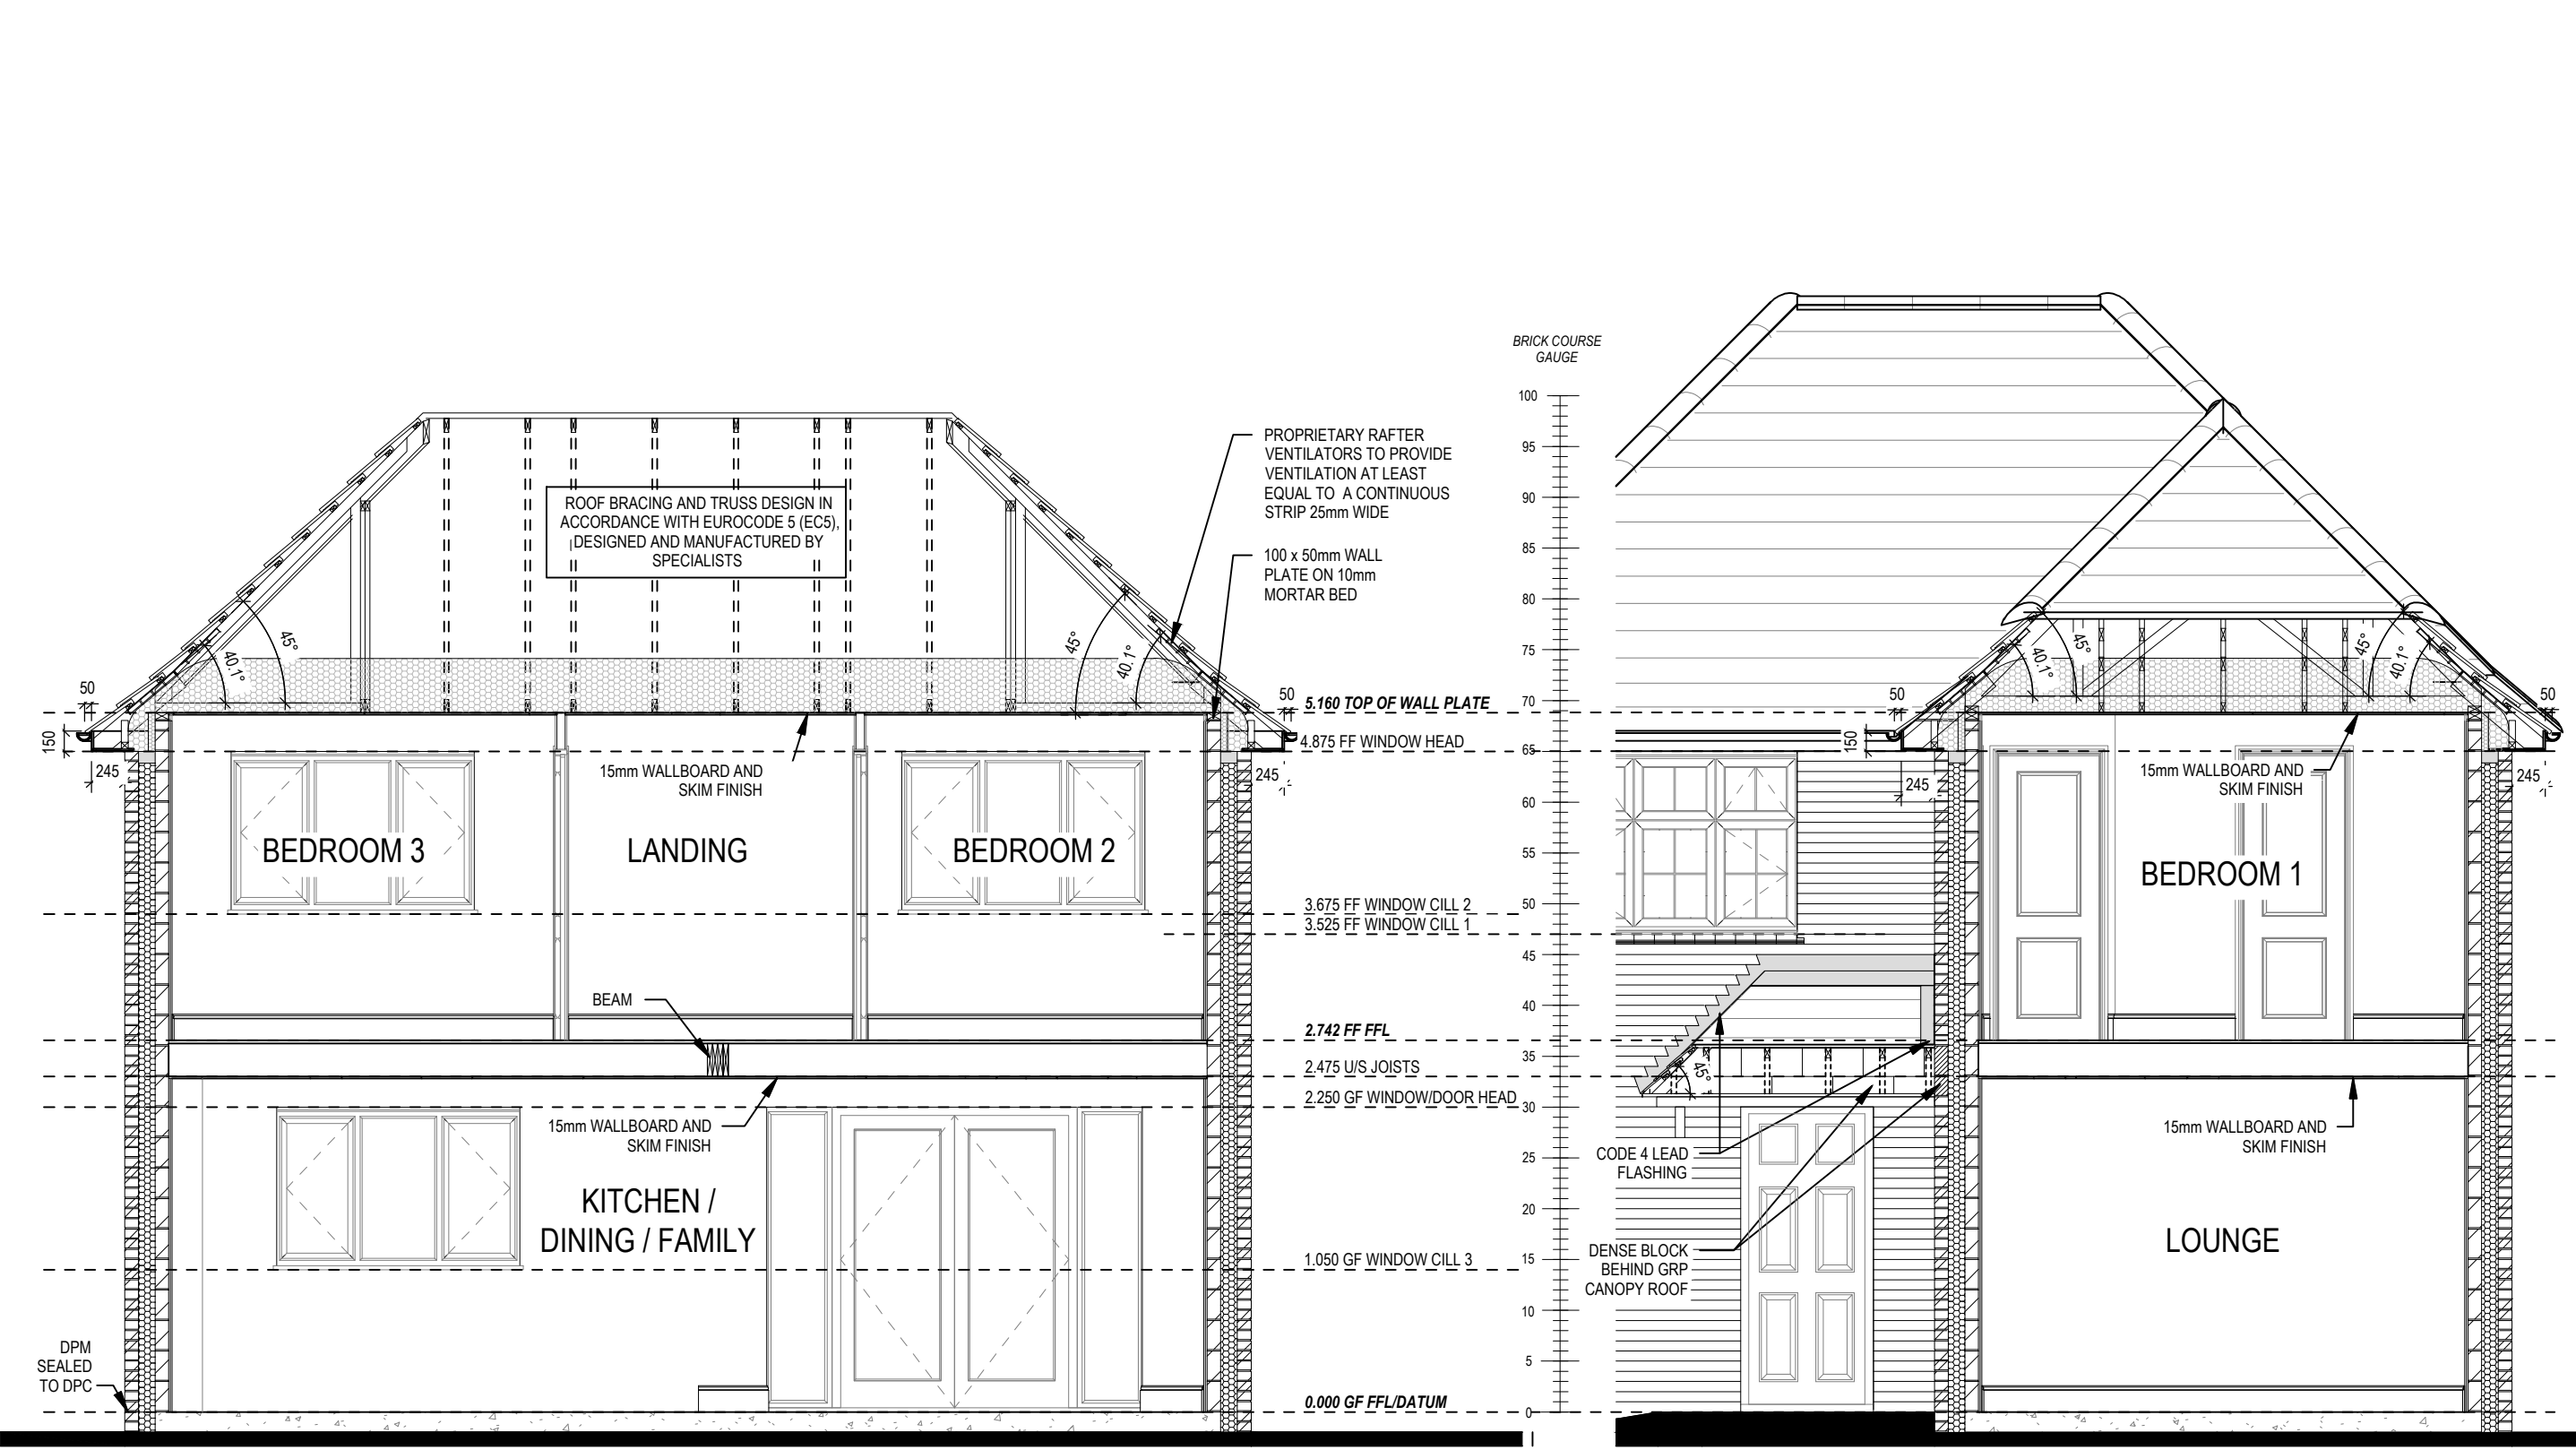 BRICK COURSE
GAUGE
100
95
90
85
80
75
70
65
60
55
50
45
40
35
30
25
20
15
10
5
0
PROPRIETARY RAFTER
VENTILATORS TO PROVIDE
VENTILATION AT LEAST
EQUAL TO A CONTINUOUS
STRIP 25mm WIDE
100 x 50mm WALL
PLATE ON 10mm
MORTAR BED
ROOF BRACING AND TRUSS DESIGN IN
ACCORDANCE WITH EUROCODE 5 (EC5),
DESIGNED AND MANUFACTURED BY
SPECIALISTS
45°
40.1°
45°
40.1°
50
150
245
50
245
5.160 TOP OF WALL PLATE
4.875 FF WINDOW HEAD
3.675 FF WINDOW CILL 2
3.525 FF WINDOW CILL 1
2.742 FF FFL
2.475 U/S JOISTS
2.250 GF WINDOW/DOOR HEAD
1.050 GF WINDOW CILL 3
0.000 GF FFL/DATUM
15mm WALLBOARD AND
SKIM FINISH
BEDROOM 3
LANDING
BEDROOM 2
BEAM
15mm WALLBOARD AND
SKIM FINISH
KITCHEN /
DINING / FAMILY
DPM
SEALED
TO DPC
40.1°
45°
45°
40.1°
50
150
245
50
245
15mm WALLBOARD AND
SKIM FINISH
BEDROOM 1
45°
CODE 4 LEAD
FLASHING
DENSE BLOCK
BEHIND GRP
CANOPY ROOF
15mm WALLBOARD AND
SKIM FINISH
LOUNGE